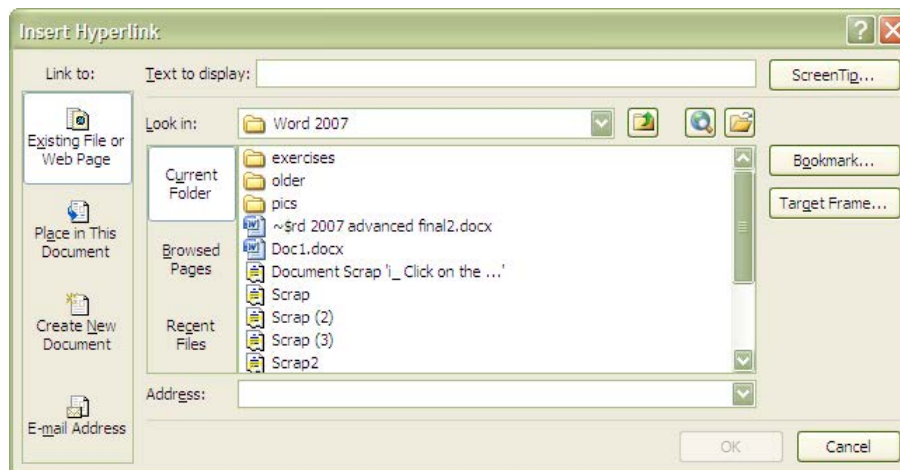 Insert Hyperlink
Link to:
Text to display:
ScreenTip...
Existing File or
Web Page
Look in:
Word 2007
Current
Folder
exercises
older
pics
~$rd 2007 advanced final2.docx
Doc1.docx
Document Scrap 'i_ Click on the ...'
Scrap
Scrap (2)
Scrap (3)
Scrap2
Bookmark...
Target Frame...
Place in This
Document
Browsed
Pages
Create New
Document
Recent
Files
E-mail Address
Address:
OK
Cancel